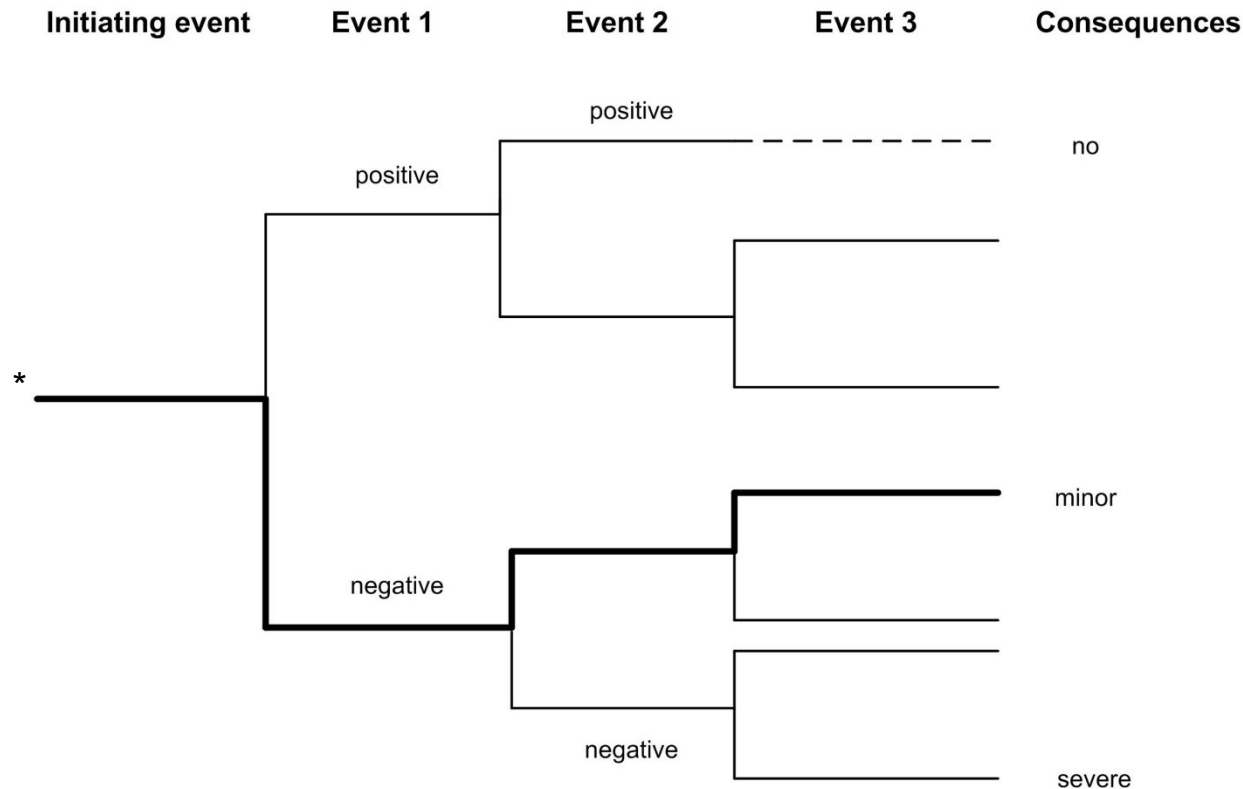 Initiating event Event 1 Event 2 Event 3 Consequences
positive
no
positive
*
minor
negative
negative
severe